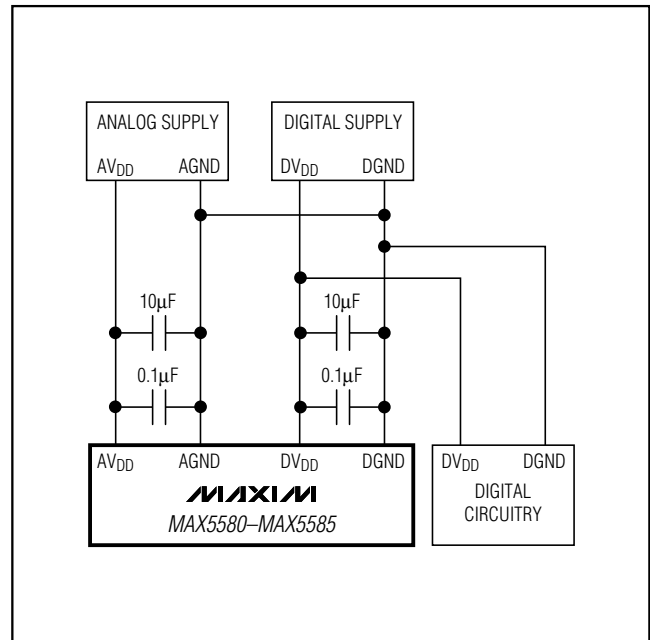 ANALOG SUPPLY
AVDD AGND
DIGITAL SUPPLY
DVDD DGND
10µF
0.1µF
10µF
0.1µF
AVDD AGND DVDD DGND
MAXIM
MAX5580–MAX5585
DVDD DGND
DIGITAL
CIRCUITRY